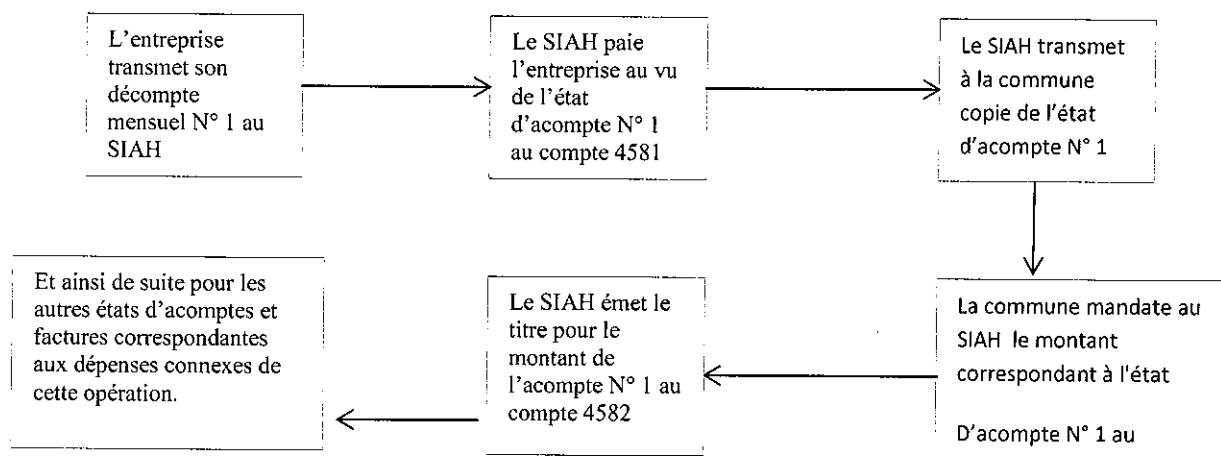 L'entreprise
transmet son
décompte
mensuel N° 1 au
SIAH
Le SIAH paie
l'entreprise au vu
de l'état
d'acompte N° 1
au compte 4581
Le SIAH transmet
à la commune
copie de l'état
d'acompte N° 1
La commune mandate au
SIAH le montant
correspondant à l'état
D'acompte N° 1 au
Le SIAH émet le
titre pour le
montant de
l'acompte N° 1 au
compte 4582
Et ainsi de suite pour les
autres états d'acomptes et
factures correspondantes
aux dépenses connexes de
cette opération.